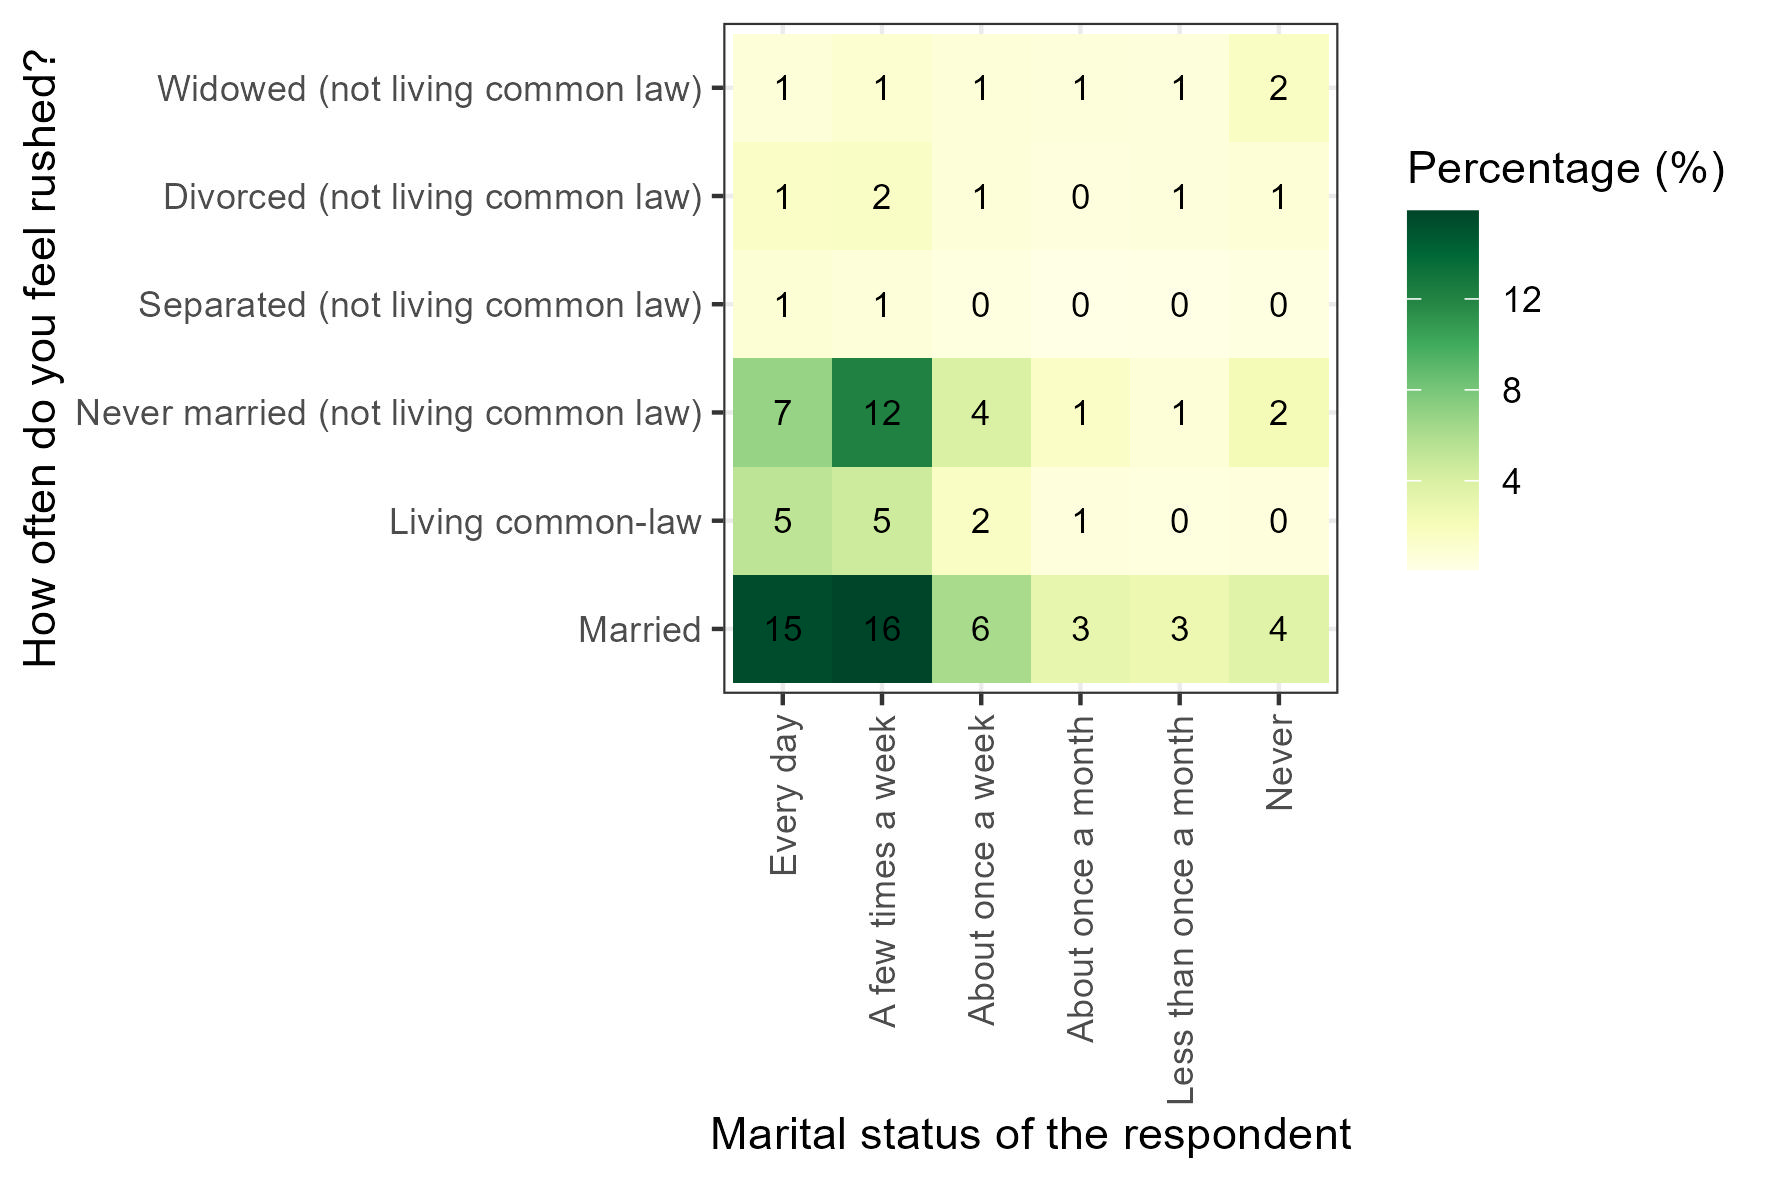 How often do you feel rushed?
Widowed (not living common law) 1 1 1 1 1 2
Divorced (not living common law) 1 2 1 0 1 1
Separated (not living common law) 1 1 0 0 0 0
Never married (not living common law) 7 12 4 1 1 2
Living common-law 5 5 2 1 0 0
Married 15 16 6 3 3 4
Every day
A few times a week
About once a week
About once a month
Less than once a month
Never
Marital status of the respondent
Percentage (%)
12
8
4